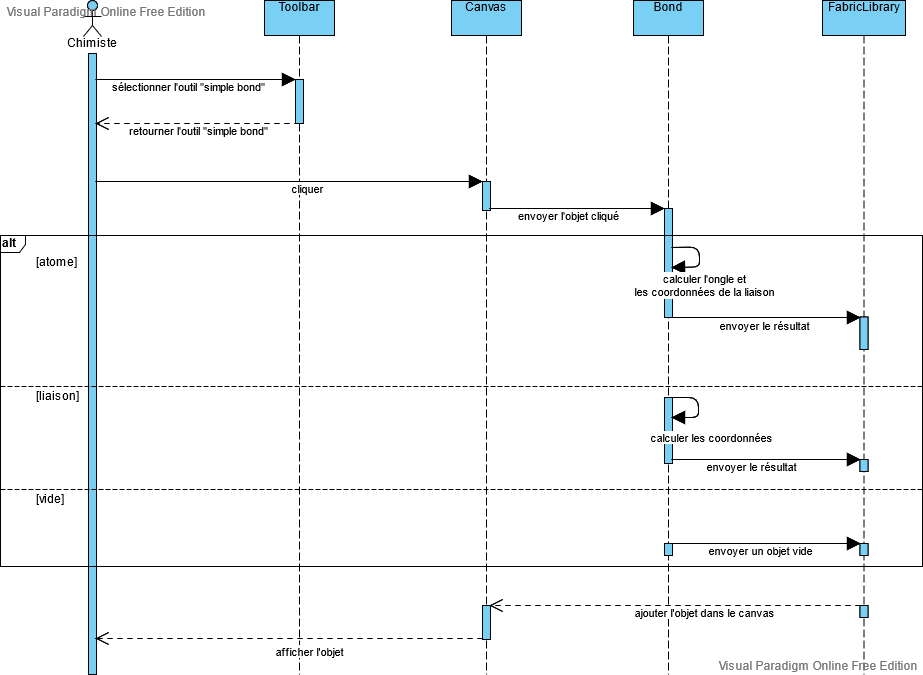 Visual Paradigm Online Free Edition
Toolbar
Canvas
Bond
FabricLibrary
Chimiste
sélectionner l'outil "simple bond"
retourner l'outil "simple bond"
cliquer
envoyer l'objet cliqué
alt
[atome]
calculer l'ongle et
les coordonnées de la liaison
envoyer le résultat
[liaison]
calculer les coordonnées
envoyer le résultat
[vide]
envoyer un objet vide
ajouter l'objet dans le canvas
afficher l'objet
Visual Paradigm Online Free Edition